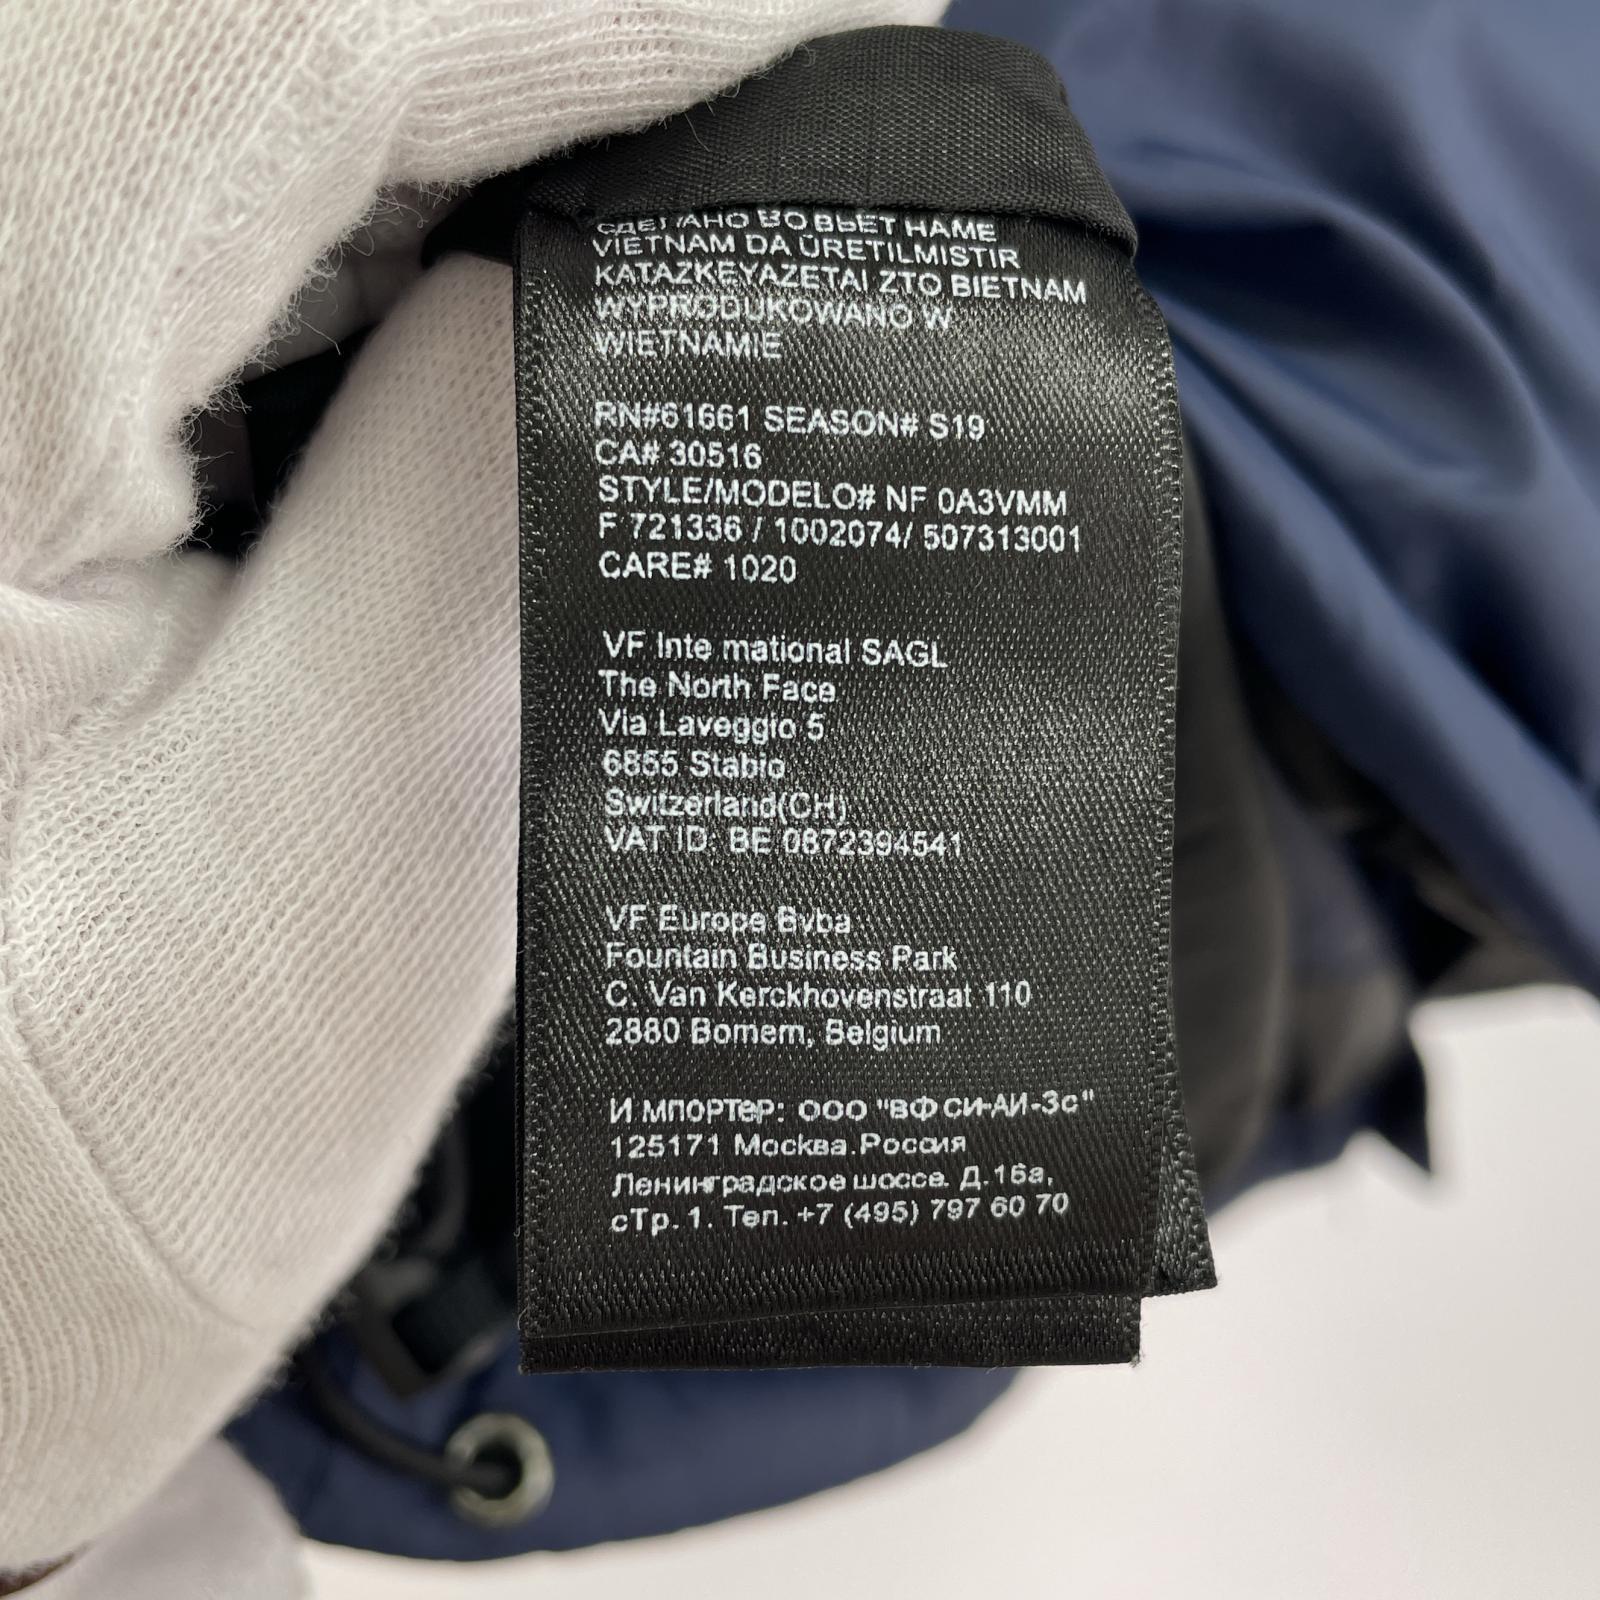 СДЕЛАНО ВО ВЬЕТ НАМЕ
VIETNAM DA ÜRETILMISTIR
KATAZKEYAZETAI ZTO BIETNAM
WYPRODUKOWANO W
WIETNAMIE
RN#61661 SEASON# S19
CA# 30516
STYLE/MODELO# NF 0A3VMM
F 721336 / 1002074/ 507313001
CARE# 1020
VF Inte mational SAGL
The North Face
Via Laveggio 5
6855 Stabio
Switzerland(CH)
VAT ID: BE 0872394541
VF Europe Bvba
Fountain Business Park
C. Van Kerckhovenstraat 110
2880 Bornem, Belgium
И МПОРТЕР: ООО "ВФ СИ-АИ-Зс"
125171 Москва.Россия
Ленинградское шоссе. Д.16а,
сТр. 1. Тел. +7 (495) 797 60 70